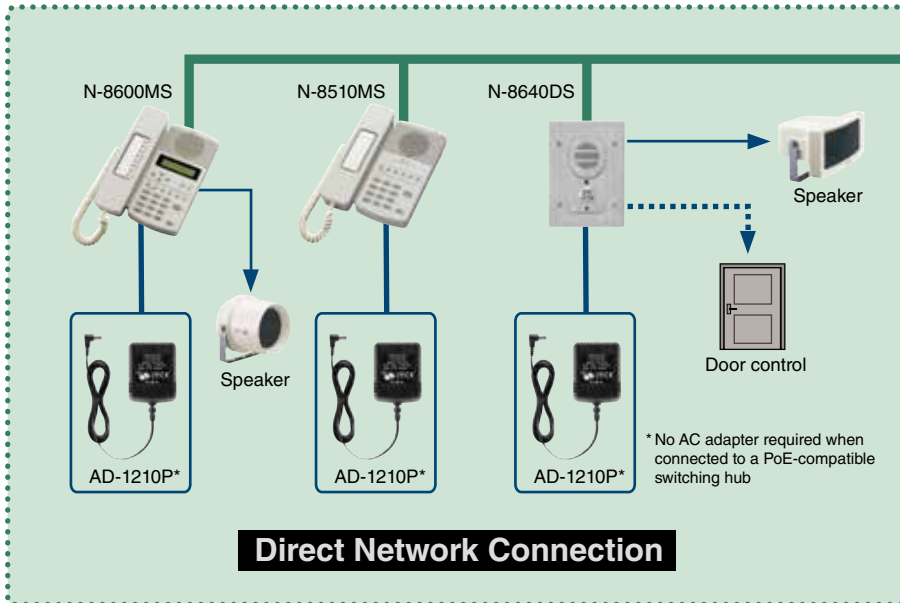 N-8600MS
N-8510MS
N-8640DS
Speaker
Speaker
Door control
AD-1210P*
AD-1210P*
AD-1210P*
* No AC adapter required when
connected to a PoE-compatible
switching hub
Direct Network Connection